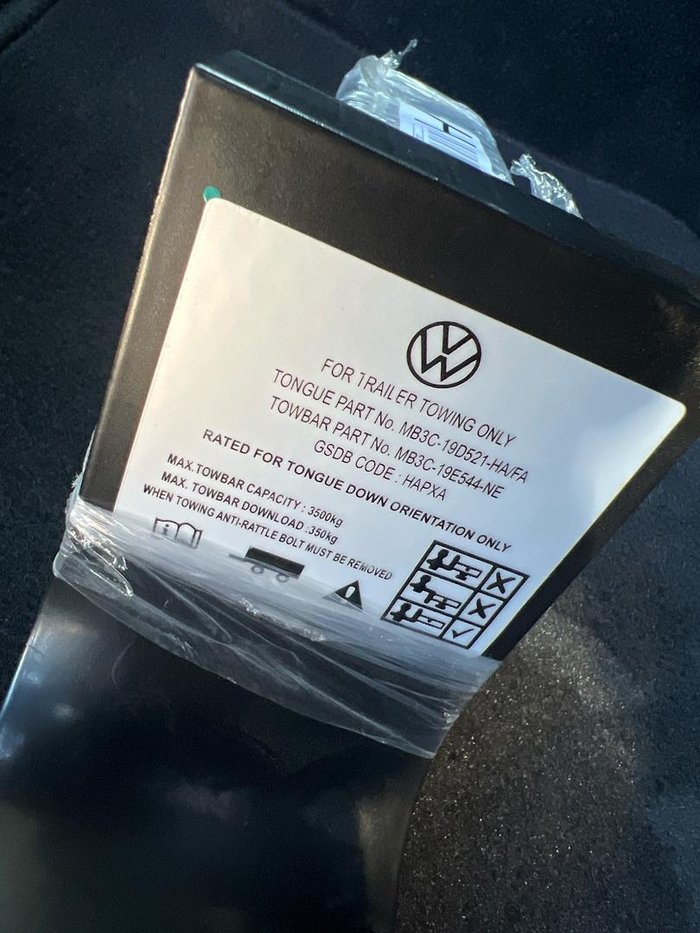 FOR TRAILER TOWING ONLY
TONGUE PART No. MB3C-19D521-HA/FA
TOWBAR PART No. MB3C-19E544-NE
GSDB CODE : HAPXA
RATED FOR TONGUE DOWN ORIENTATION ONLY
MAX.TOWBAR CAPACITY : 3500kg
MAX. TOWBAR DOWNLOAD :350kg
WHEN TOWING ANTI-RATTLE BOLT MUST BE REMOVED